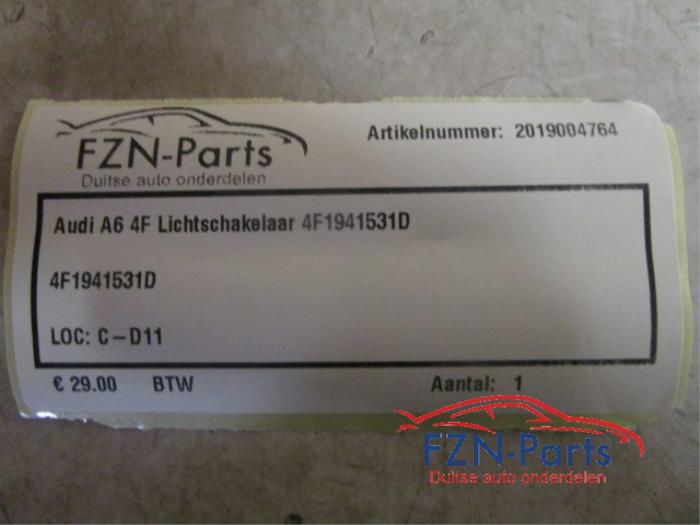 FZN-Parts
Duitse auto onderdelen
Artikelnummer: 2019004764
Audi A6 4F Lichtschakelaar 4F1941531D
4F1941531D
LOC: C-D11
€ 29.00 BTW
Aantal: 1
FZN-Parts
Duitse auto onderdelen